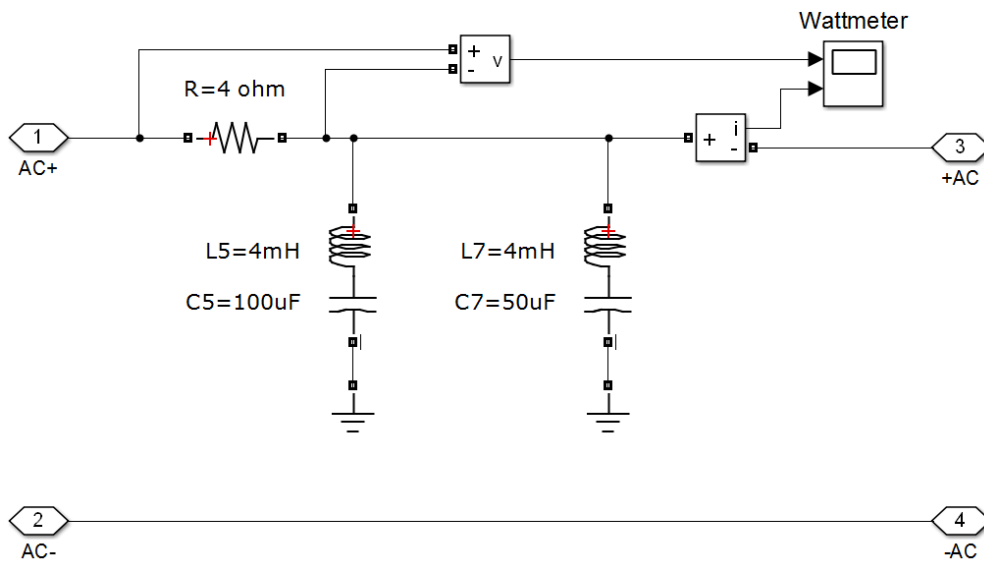 Wattmeter
+
-
v
R=4 ohm
1
AC+
+
i
-
3
+AC
L5=4mH
L7=4mH
C5=100uF
C7=50uF
2
AC-
4
-AC